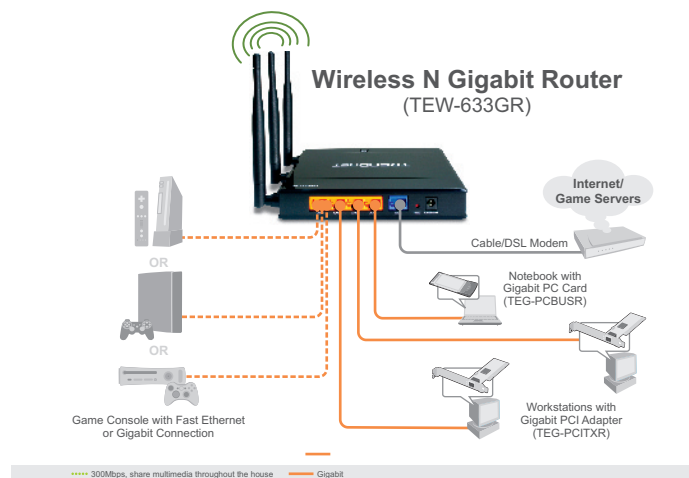 Wireless N Gigabit Router
(TEW-633GR)
TRENDnet
Internet/
Game Servers
Cable/DSL Modem
OR
Notebook with
Gigabit PC Card
(TEG-PCBUSR)
OR
Game Console with Fast Ethernet
or Gigabit Connection
Workstations with
Gigabit PCI Adapter
(TEG-PCITXR)
300Mbps, share multimedia throughout the house
Gigabit